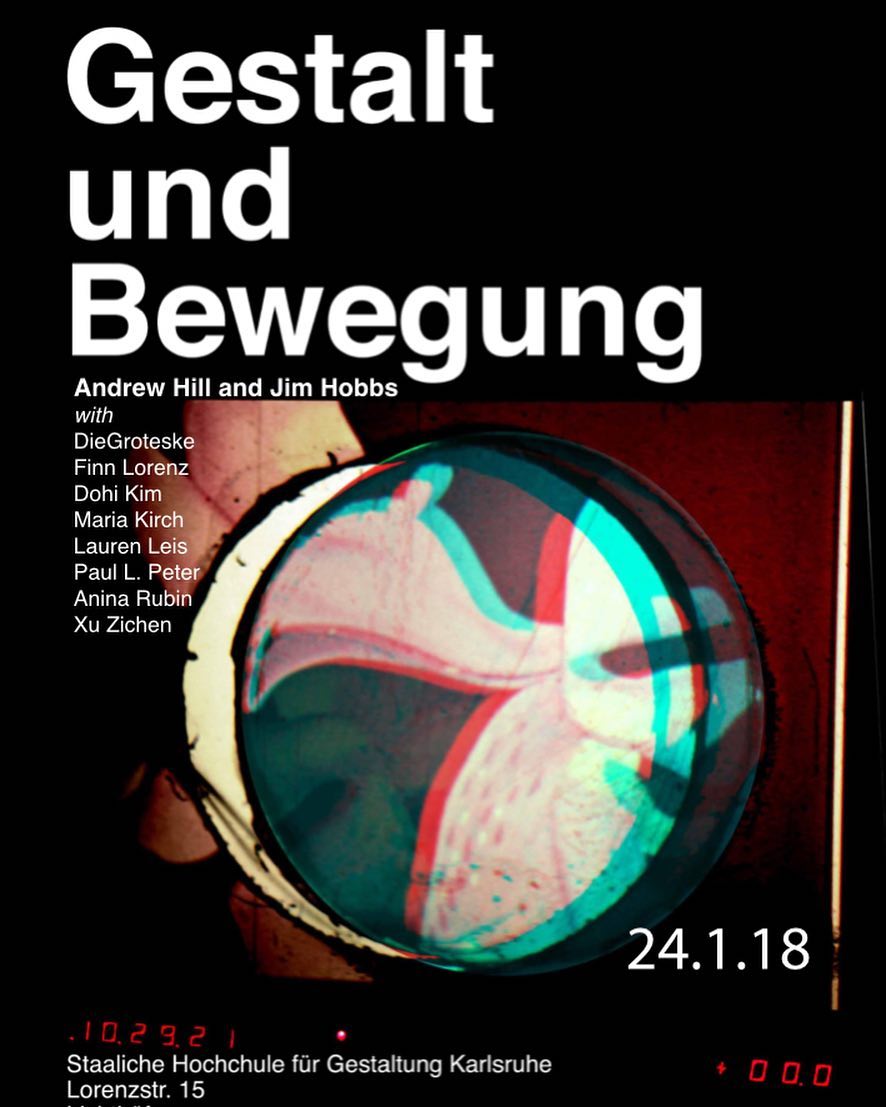 Gestalt
und
Bewegung
Andrew Hill and Jim Hobbs
with
DieGroteske
Finn Lorenz
Dohi Kim
Maria Kirch
Lauren Leis
Paul L. Peter
Anina Rubin
Xu Zichen
24.1.18
.10.29.21
Staaliche Hochchule für Gestaltung Karlsruhe
+ 00.0
Lorenzstr. 15